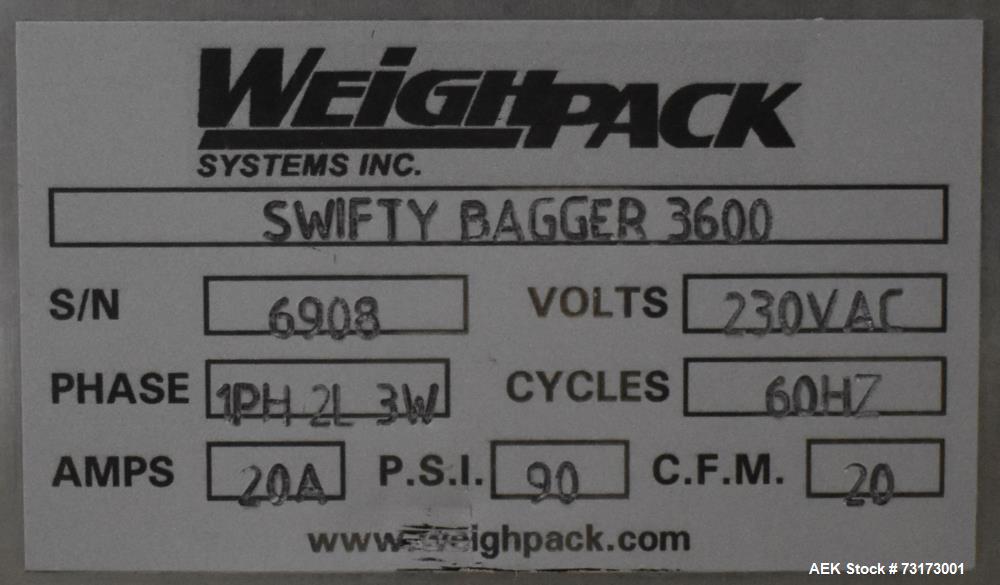 WEiGHPACK
SYSTEMS INC.
SWIFTY BAGGER 3600
S/N 6908 VOLTS 230VAC
PHASE 1PH 2L 3W CYCLES 60HZ
AMPS 20A P.S.I. 90 C.F.M. 20
www.weighpack.com
AEK Stock # 73173001